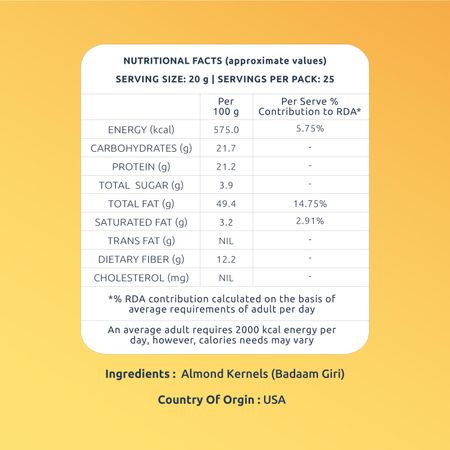 NUTRITIONAL FACTS (approximate values)
SERVING SIZE: 20 g | SERVINGS PER PACK: 25
Per 100 g Per Serve % Contribution to RDA*
ENERGY (kcal) 575.0 5.75%
CARBOHYDRATES (g) 21.7 -
PROTEIN (g) 21.2 -
TOTAL SUGAR (g) 3.9 -
TOTAL FAT (g) 49.4 14.75%
SATURATED FAT (g) 3.2 2.91%
TRANS FAT (g) NIL -
DIETARY FIBER (g) 12.2 -
CHOLESTEROL (mg) NIL -
*% RDA contribution calculated on the basis of
average requirements of adult per day
An average adult requires 2000 kcal energy per
day, however, calories needs may vary
Ingredients : Almond Kernels (Badaam Giri)
Country Of Orgin : USA